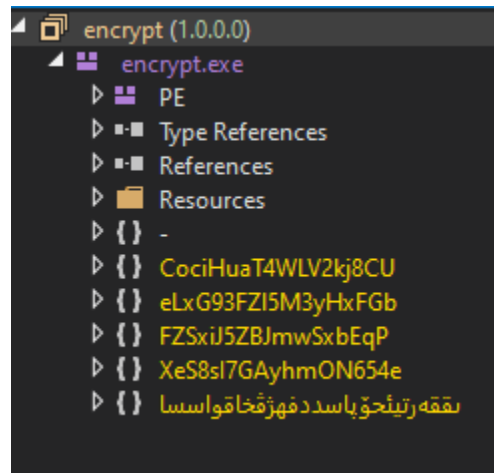 encrypt (1.0.0.0)
encrypt.exe
PE
Type References
References
Resources
{ } -
{ } CociHuaT4WLV2kj8CU
{ } eLxG93FZI5M3yHxFGb
{ } FZSxiJ5ZBJmwSxbEqP
{ } XeS8sI7GAyhmON654e
{ }